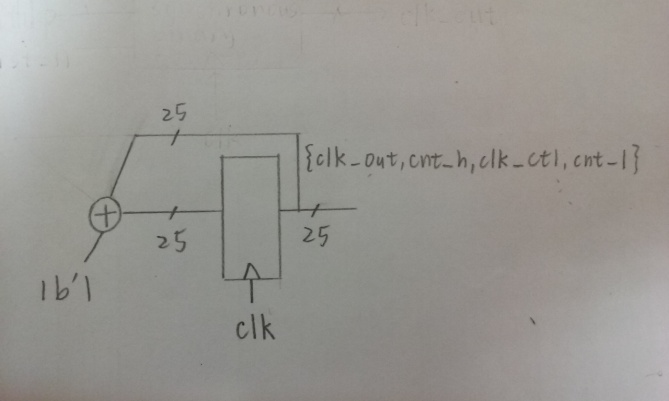 25
{clk_out, cnt_h, clk_ctl, cnt_l}
25
25
1b'1
clk